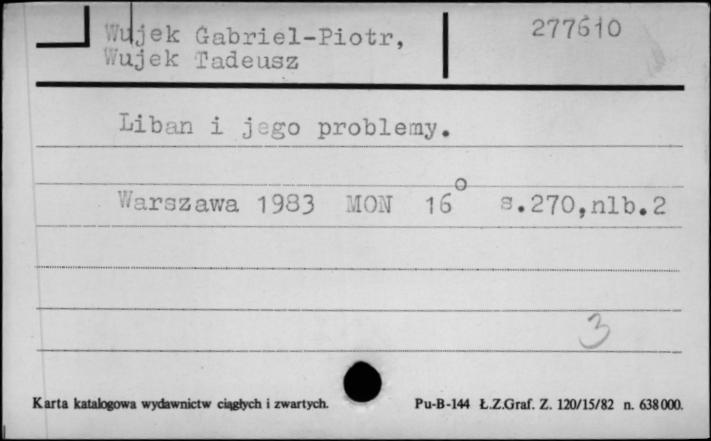 Wujek Gabriel-Piotr,
Wujek Tadeusz
277610
Liban i jego problemy.
Warszawa 1983 MON 16° s.270,nlb.2
3
Karta katalogowa wydawnictw ciągłych i zwartych.
Pu-B-144 Ł.Z.Graf. Z. 120/15/82 n. 638000.